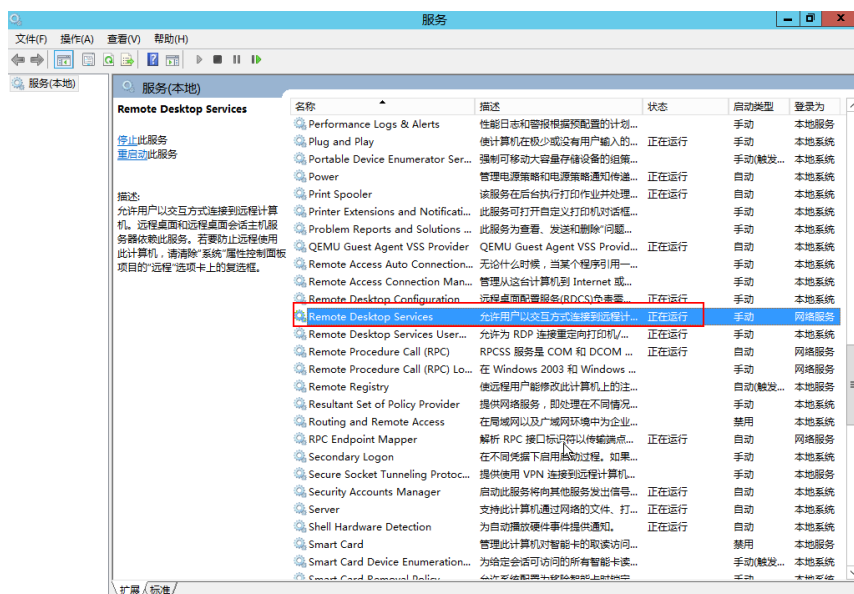 服务
文件(F) 操作(A) 查看(V) 帮助(H)
服务(本地)
服务(本地)
Remote Desktop Services
停止此服务
重启动此服务
描述:
允许用户以交互方式连接到远程计算
机。远程桌面和远程桌面会话主机服
务器依赖此服务。若要防止远程使用
此计算机，请清除“系统”属性控制面板
项目的“远程”选项卡上的复选框。
名称 描述 状态 启动类型 登录为
Performance Logs & Alerts 性能日志和警报根据预配置的计划... 手动 本地服务
Plug and Play 使计算机在极少或没有用户输入的... 正在运行 手动 本地系统
Portable Device Enumerator Ser... 强制可移动大容量存储设备的组策... 手动(触发... 本地系统
Power 管理电源策略和电源策略通知传递... 正在运行 自动 本地系统
Print Spooler 该服务在后台执行打印作业并处理... 正在运行 自动 本地系统
Printer Extensions and Notificati... 此服务可打开自定义打印机对话框... 手动 本地系统
Problem Reports and Solutions ... 此服务为查看、发送和删除“问题... 手动 本地系统
QEMU Guest Agent VSS Provider QEMU Guest Agent VSS Provid... 正在运行 自动 本地系统
Remote Access Auto Connection... 无论什么时候，当某个程序引用一... 手动 本地系统
Remote Access Connection Man... 管理从这台计算机到 Internet 或... 手动 本地系统
Remote Desktop Configuration 远程桌面配置服务(RDCS)负责需... 正在运行 手动 本地系统
Remote Desktop Services 允许用户以交互方式连接到远程计... 正在运行 手动 网络服务
Remote Desktop Services User... 允许为 RDP 连接重定向打印机/... 正在运行 手动 本地系统
Remote Procedure Call (RPC) RPCSS 服务是 COM 和 DCOM ... 正在运行 自动 网络服务
Remote Procedure Call (RPC) Lo... 在 Windows 2003 和 Windows ... 手动 网络服务
Remote Registry 使远程用户能修改此计算机上的注... 自动(触发... 本地服务
Resultant Set of Policy Provider 提供网络服务，即处理在不同情况... 手动 本地系统
Routing and Remote Access 在局域网以及广域网环境中为企业... 禁用 本地系统
RPC Endpoint Mapper 解析 RPC 接口标识符以传输端点... 正在运行 自动 网络服务
Secondary Logon 在不同凭据下启用启动过程。如果... 手动 本地系统
Secure Socket Tunneling Protoc... 提供使用 VPN 连接到远程计算机... 手动 本地服务
Security Accounts Manager 启动此服务将向其他服务发出信号... 正在运行 自动 本地系统
Server 支持此计算机通过网络的文件、打... 正在运行 自动 本地系统
Shell Hardware Detection 为自动播放硬件事件提供通知。 正在运行 自动 本地系统
Smart Card 管理此计算机对智能卡的取读访问... 禁用 本地服务
Smart Card Device Enumeration... 为给定会话可访问的所有智能卡读... 手动(触发... 本地系统
Smart Card Removal Policy 允许系统配置为移除智能卡时锁定... 手动 本地系统
扩展 标准